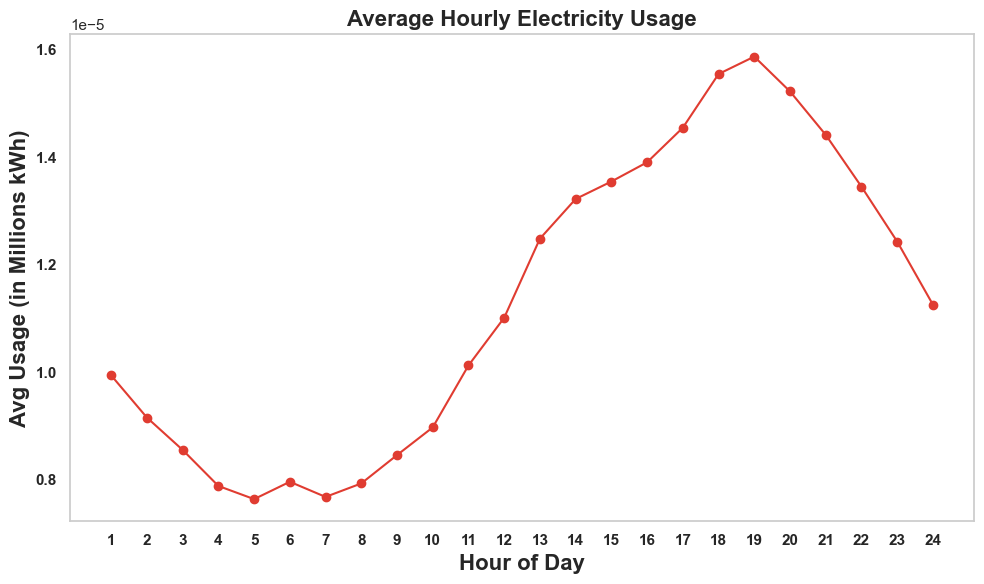 Average Hourly Electricity Usage
1e−5
1.6
1.4
1.2
1.0
0.8
Avg Usage (in Millions kWh)
1 2 3 4 5 6 7 8 9 10 11 12 13 14 15 16 17 18 19 20 21 22 23 24
Hour of Day